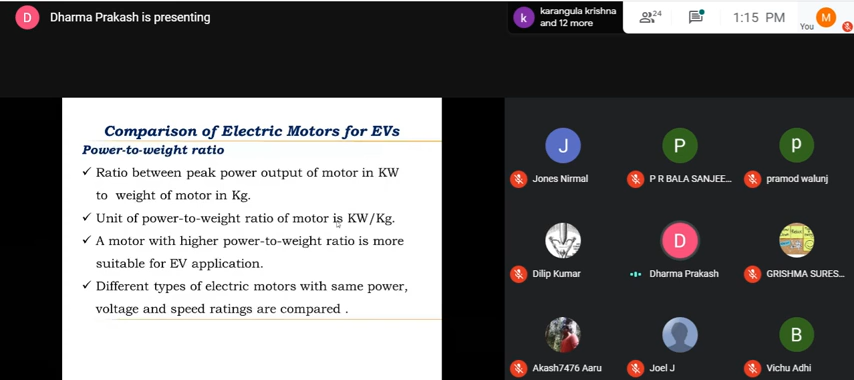 D Dharma Prakash is presenting
k karangula krishna
and 12 more
24
1:15 PM
You
M
Comparison of Electric Motors for EVs
Power-to-weight ratio
✓ Ratio between peak power output of motor in KW
to weight of motor in Kg.
✓ Unit of power-to-weight ratio of motor is KW/Kg.
✓ A motor with higher power-to-weight ratio is more
suitable for EV application.
✓ Different types of electric motors with same power,
voltage and speed ratings are compared .
J
P
p
Jones Nirmal
P R BALA SANJEE...
pramod walunj
D
Dilip Kumar
Dharma Prakash
GRISHMA SURES...
B
Akash7476 Aaru
Joel J
Vichu Adhi